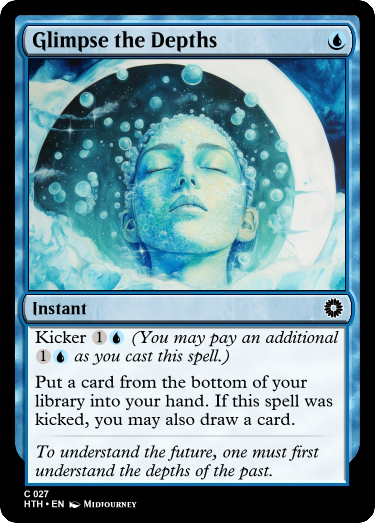 Glimpse the Depths
Instant
Kicker 1 (You may pay an additional
1 as you cast this spell.)
Put a card from the bottom of your
library into your hand. If this spell was
kicked, you may also draw a card.
To understand the future, one must first
understand the depths of the past.
C 027
HTH • EN Midjourney